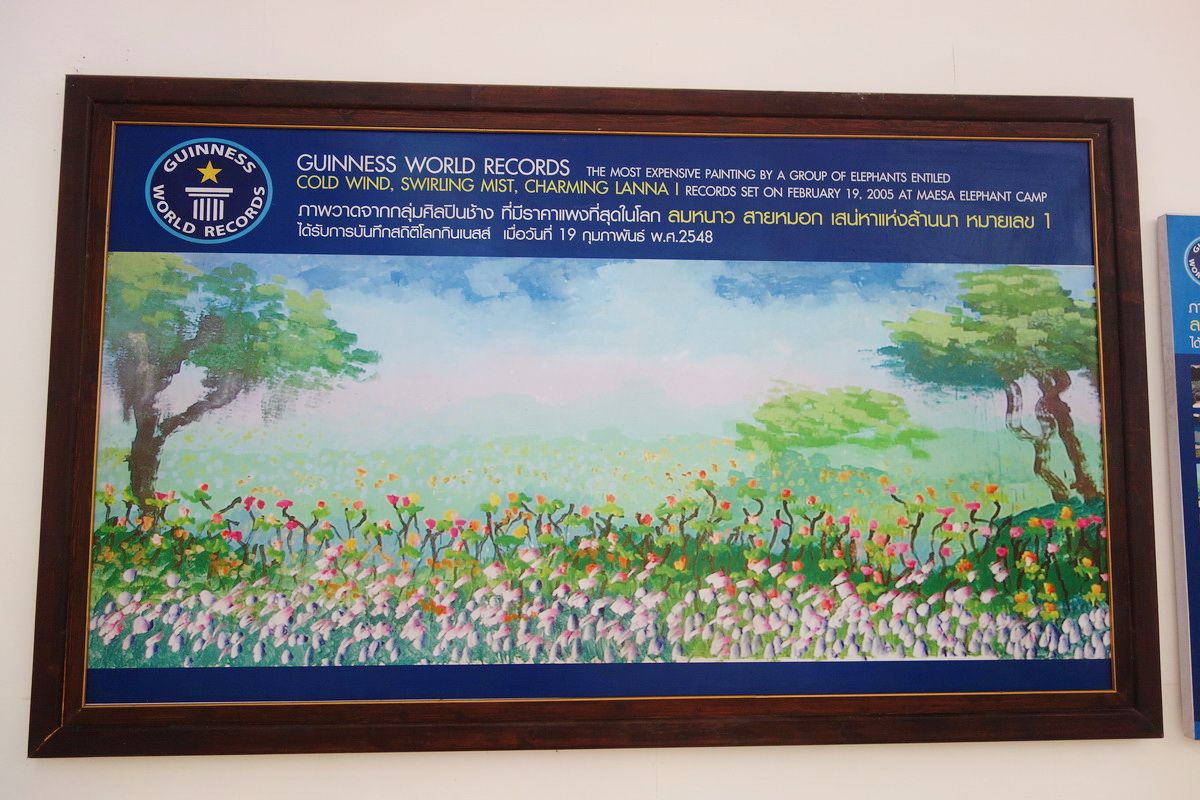 GUINNESS
WORLD RECORDS
GUINNESS WORLD RECORDS THE MOST EXPENSIVE PAINTING BY A GROUP OF ELEPHANTS ENTILED
COLD WIND, SWIRLING MIST, CHARMING LANNA I RECORDS SET ON FEBRUARY 19, 2005 AT MAESA ELEPHANT CAMP
ภาพวาดจากกลุ่มศิลปินช้าง ที่มีราคาแพงที่สุดในโลก ลมหนาว สายหมอก เสน่หาแห่งล้านนา หมายเลข 1
ได้รับการบันทึกสถิติโลกกินเนสส์ เมื่อวันที่ 19 กุมภาพันธ์ พ.ศ.2548